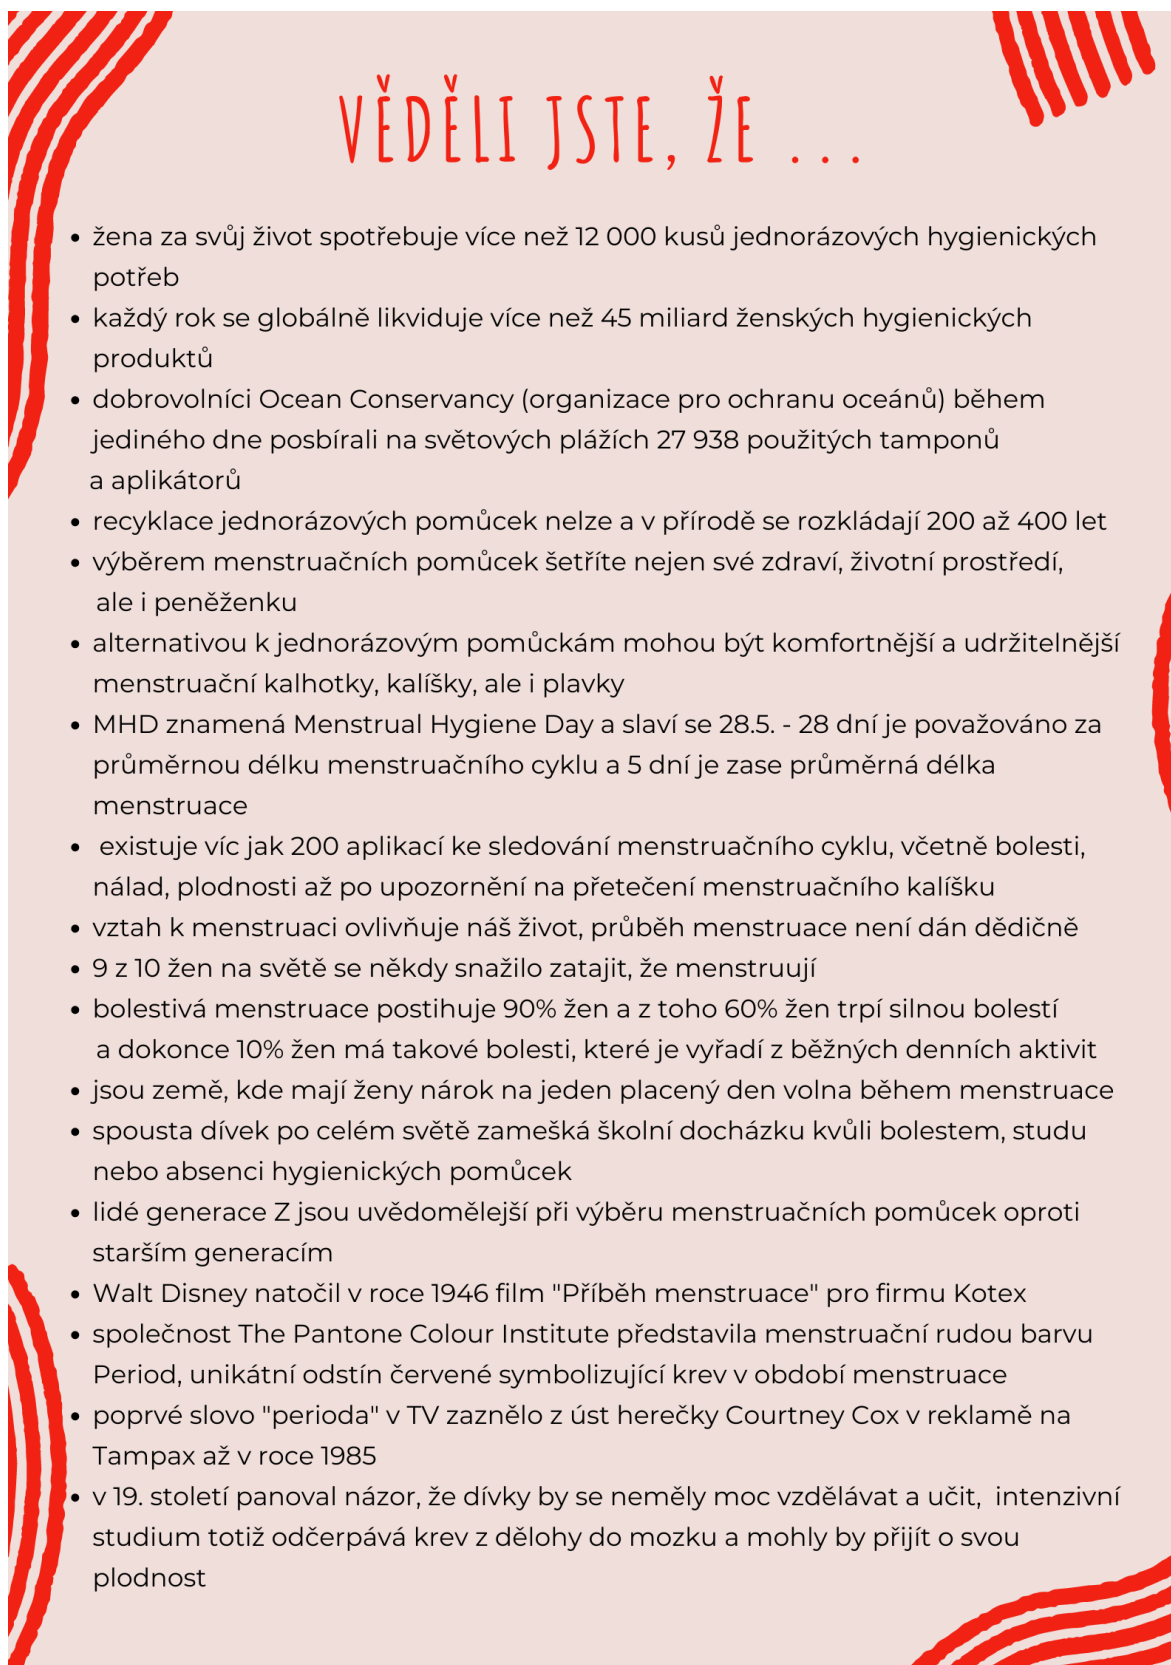 VĚDĚLI JSTE, ŽE ...
• žena za svůj život spotřebuje více než 12 000 kusů jednorázových hygienických
potřeb
• každý rok se globálně likviduje více než 45 miliard ženských hygienických
produktů
• dobrovolníci Ocean Conservancy (organizace pro ochranu oceánů) během
jediného dne posbírali na světových plážích 27 938 použitých tamponů
a aplikátorů
• recyklace jednorázových pomůcek nelze a v přírodě se rozkládají 200 až 400 let
• výběrem menstruačních pomůcek šetříte nejen své zdraví, životní prostředí,
ale i peněženku
• alternativou k jednorázovým pomůckám mohou být komfortnější a udržitelnější
menstruační kalhotky, kalíšky, ale i plavky
• MHD znamená Menstrual Hygiene Day a slaví se 28.5. - 28 dní je považováno za
průměrnou délku menstruačního cyklu a 5 dní je zase průměrná délka
menstruace
• existuje víc jak 200 aplikací ke sledování menstruačního cyklu, včetně bolesti,
nálad, plodnosti až po upozornění na přetečení menstruačního kalíšku
• vztah k menstruaci ovlivňuje náš život, průběh menstruace není dán dědičně
• 9 z 10 žen na světě se někdy snažilo zatajit, že menstruují
• bolestivá menstruace postihuje 90% žen a z toho 60% žen trpí silnou bolestí
a dokonce 10% žen má takové bolesti, které je vyřadí z běžných denních aktivit
• jsou země, kde mají ženy nárok na jeden placený den volna během menstruace
• spousta dívek po celém světě zamešká školní docházku kvůli bolestem, studu
nebo absenci hygienických pomůcek
• lidé generace Z jsou uvědomělejší při výběru menstruačních pomůcek oproti
starším generacím
• Walt Disney natočil v roce 1946 film "Příběh menstruace" pro firmu Kotex
• společnost The Pantone Colour Institute představila menstruační rudou barvu
Period, unikátní odstín červené symbolizující krev v období menstruace
• poprvé slovo "perioda" v TV zaznělo z úst herečky Courtney Cox v reklamě na
Tampax až v roce 1985
• v 19. století panoval názor, že dívky by se neměly moc vzdělávat a učit,  intenzivní
studium totiž odčerpává krev z dělohy do mozku a mohly by přijít o svou
plodnost